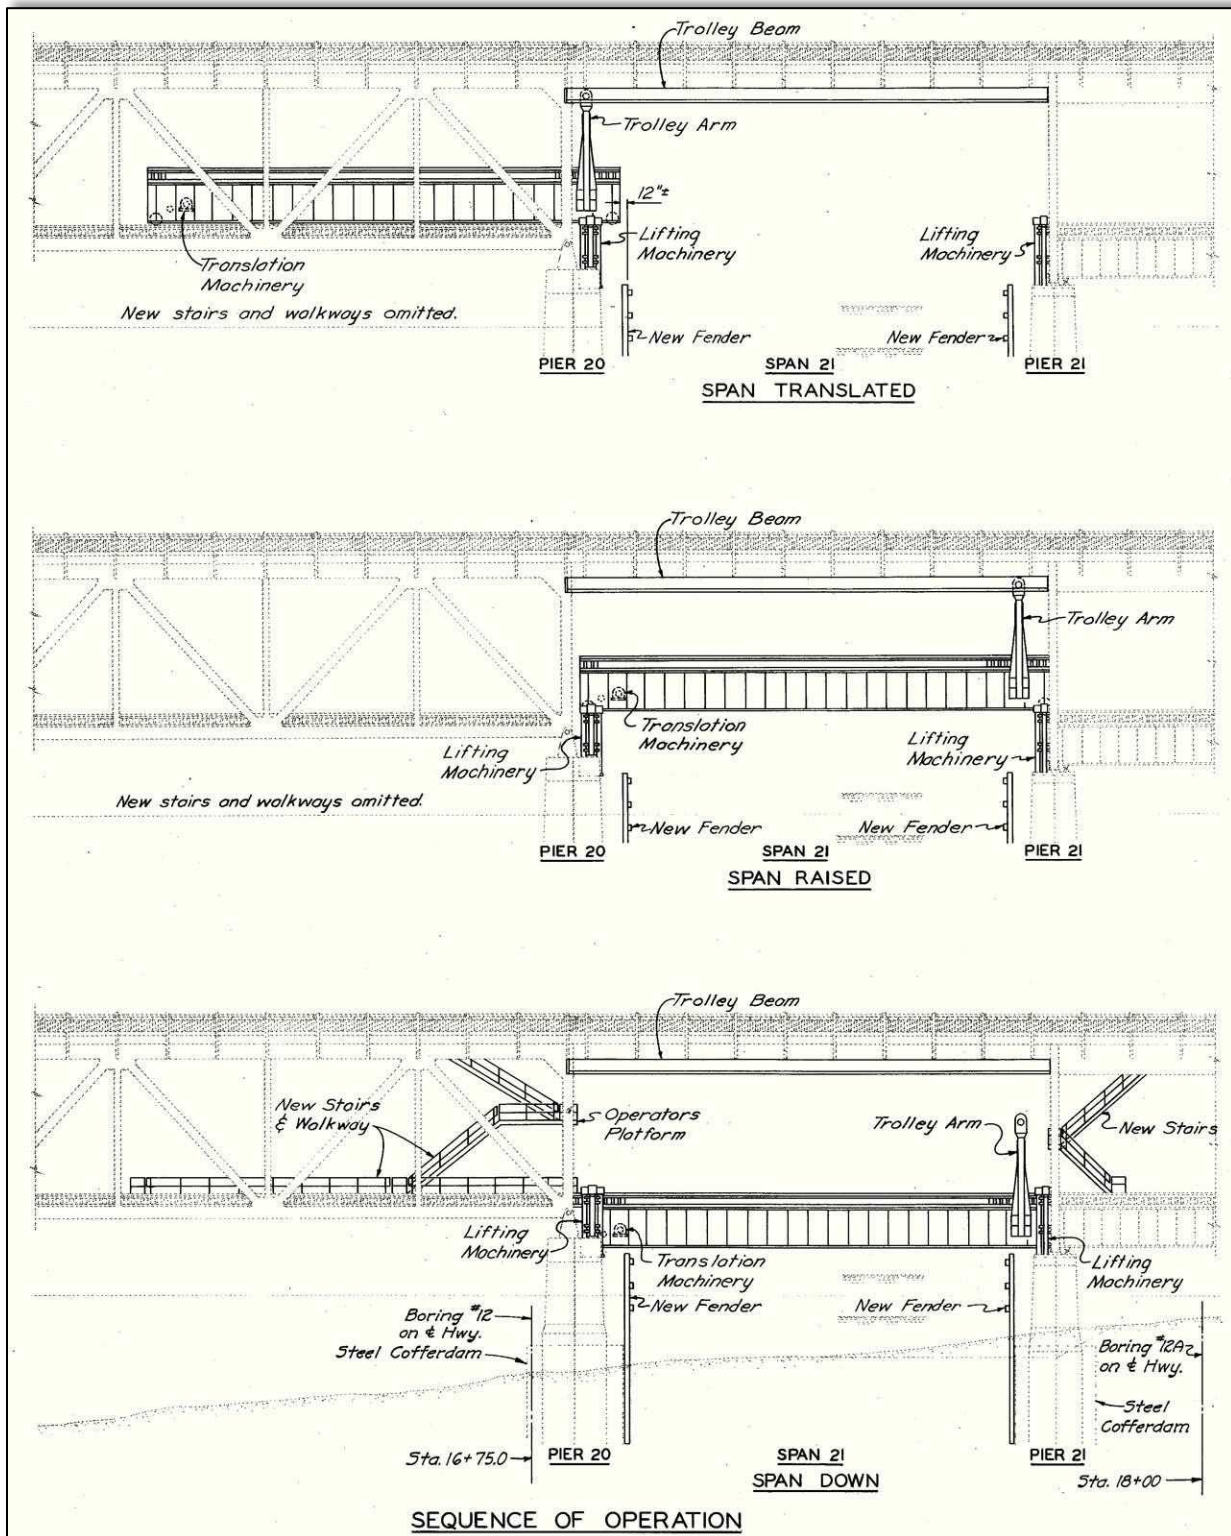 Trolley Beam
Trolley Arm
12"±
Lifting
Machinery
Lifting
Machinery
Translation
Machinery
New stairs and walkways omitted.
New Fender
New Fender
PIER 20
SPAN 21
PIER 21
SPAN TRANSLATED
Trolley Beam
Trolley Arm
Translation
Machinery
Lifting
Machinery
Lifting
Machinery
New stairs and walkways omitted.
New Fender
New Fender
PIER 20
SPAN 21
PIER 21
SPAN RAISED
Trolley Beam
New Stairs
& Walkway
Operators
Platform
Trolley Arm
New Stairs
Lifting
Machinery
Translation
Machinery
Lifting
Machinery
New Fender
New Fender
Boring #12
on ℄ Hwy.
Steel Cofferdam
Boring #12A
on ℄ Hwy.
Steel
Cofferdam
Sta. 16+75.0
PIER 20
SPAN 21
PIER 21
SPAN DOWN
Sta. 18+00
SEQUENCE OF OPERATION